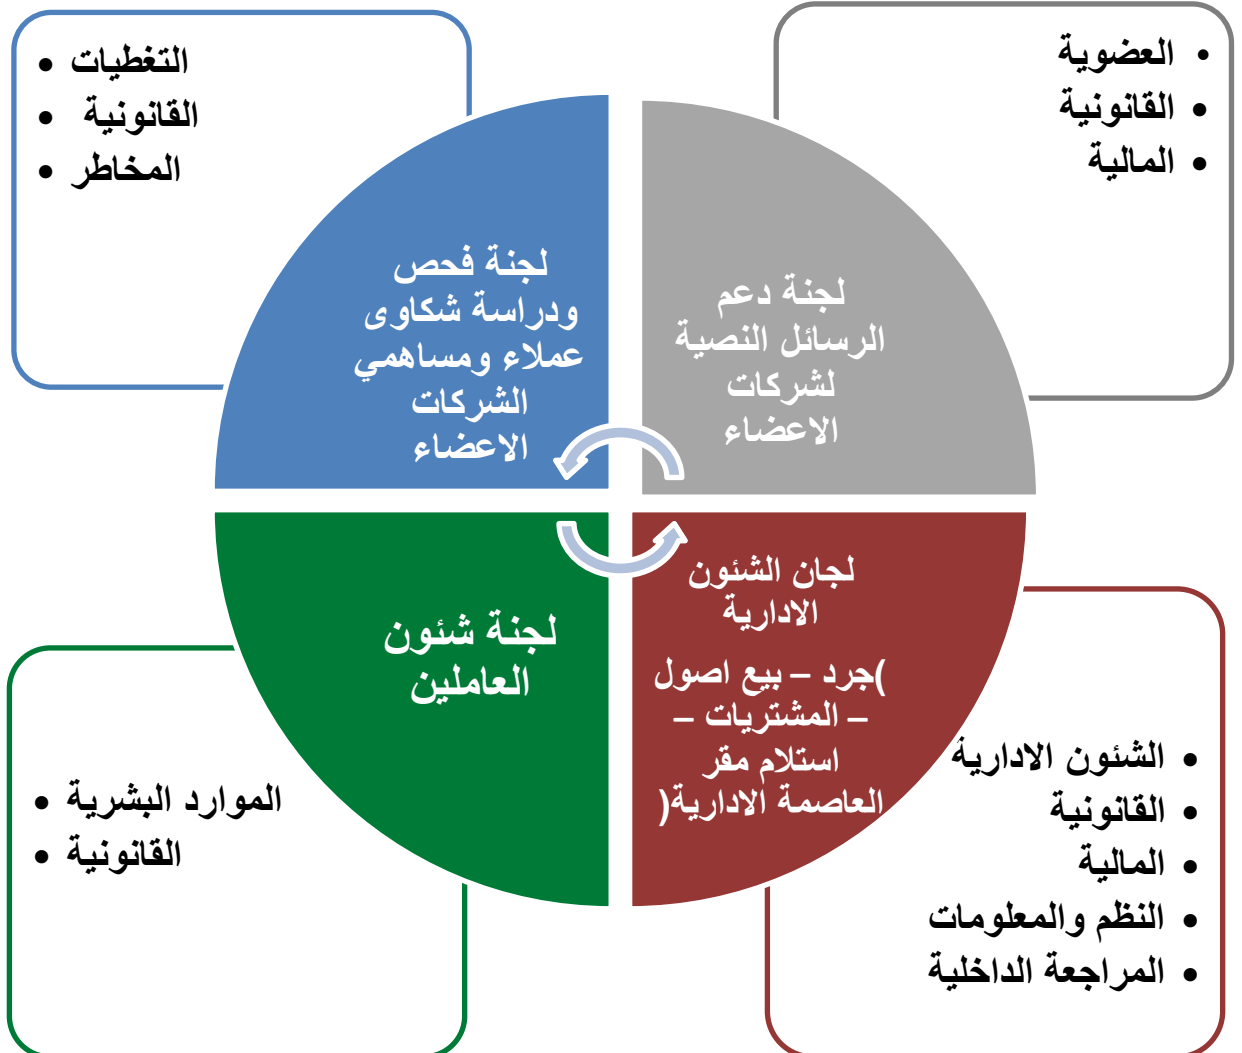 • العضوية
• القانونية
• المالية
• التغطيات
• القانونية
• المخاطر
لجنة دعم
الرسائل النصية
لشركات
الاعضاء
لجنة فحص
ودراسة شكاوى
عملاء ومساهمي
الشركات
الاعضاء
لجان الشئون
الادارية
)جرد – بيع اصول
– المشتريات –
استلام مقر
العاصمة الادارية(
لجنة شئون
العاملين
• الشئون الادارية
• القانونية
• المالية
• النظم والمعلومات
• المراجعة الداخلية
• الموارد البشرية
• القانونية